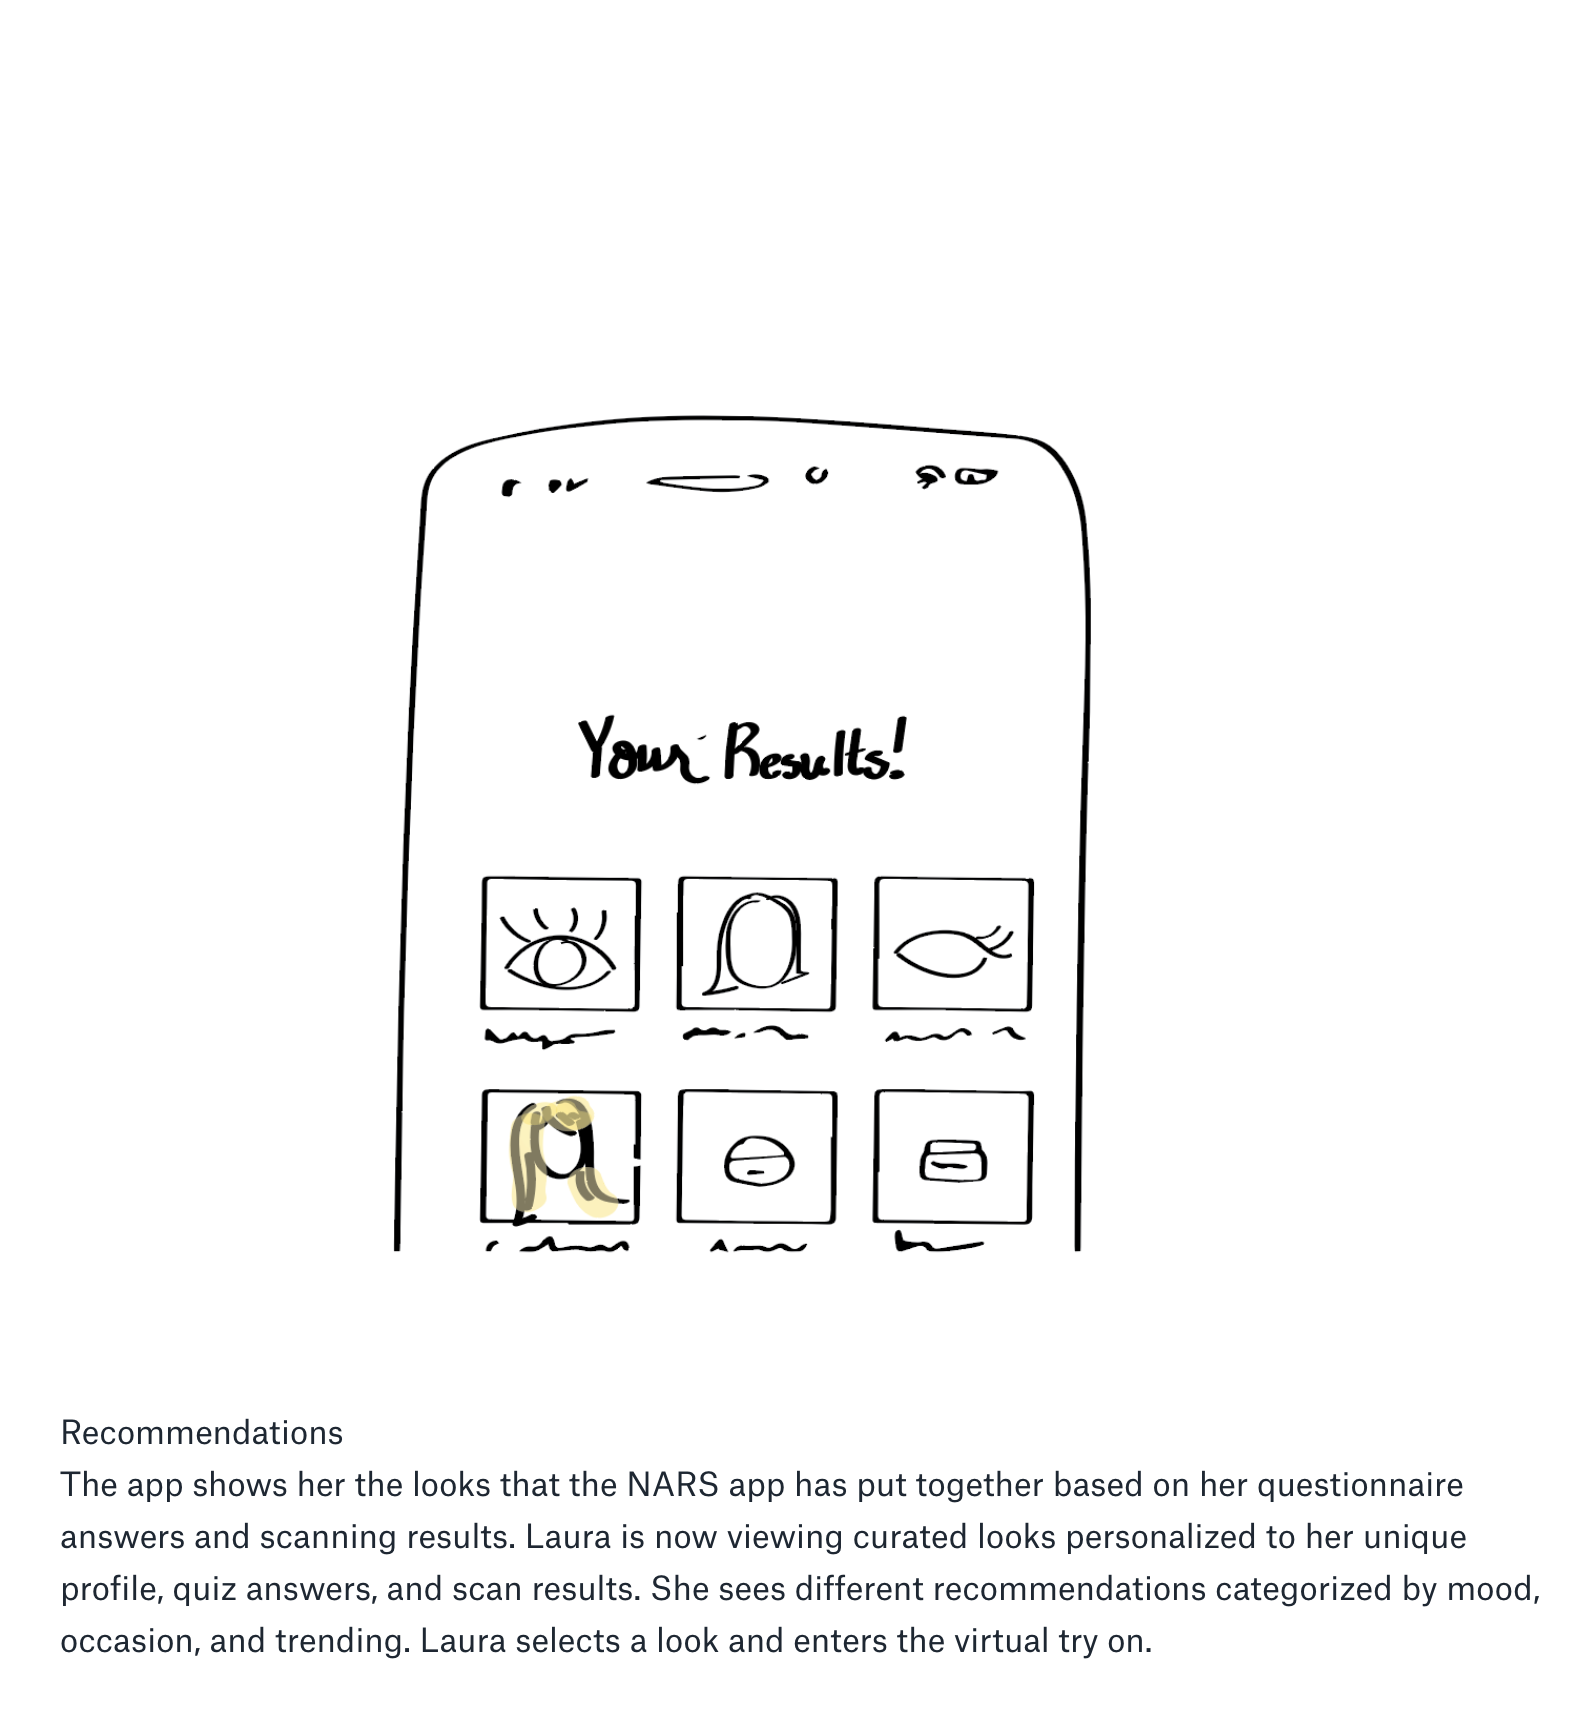 Your Results!
Recommendations
The app shows her the looks that the NARS app has put together based on her questionnaire
answers and scanning results. Laura is now viewing curated looks personalized to her unique
profile, quiz answers, and scan results. She sees different recommendations categorized by mood,
occasion, and trending. Laura selects a look and enters the virtual try on.